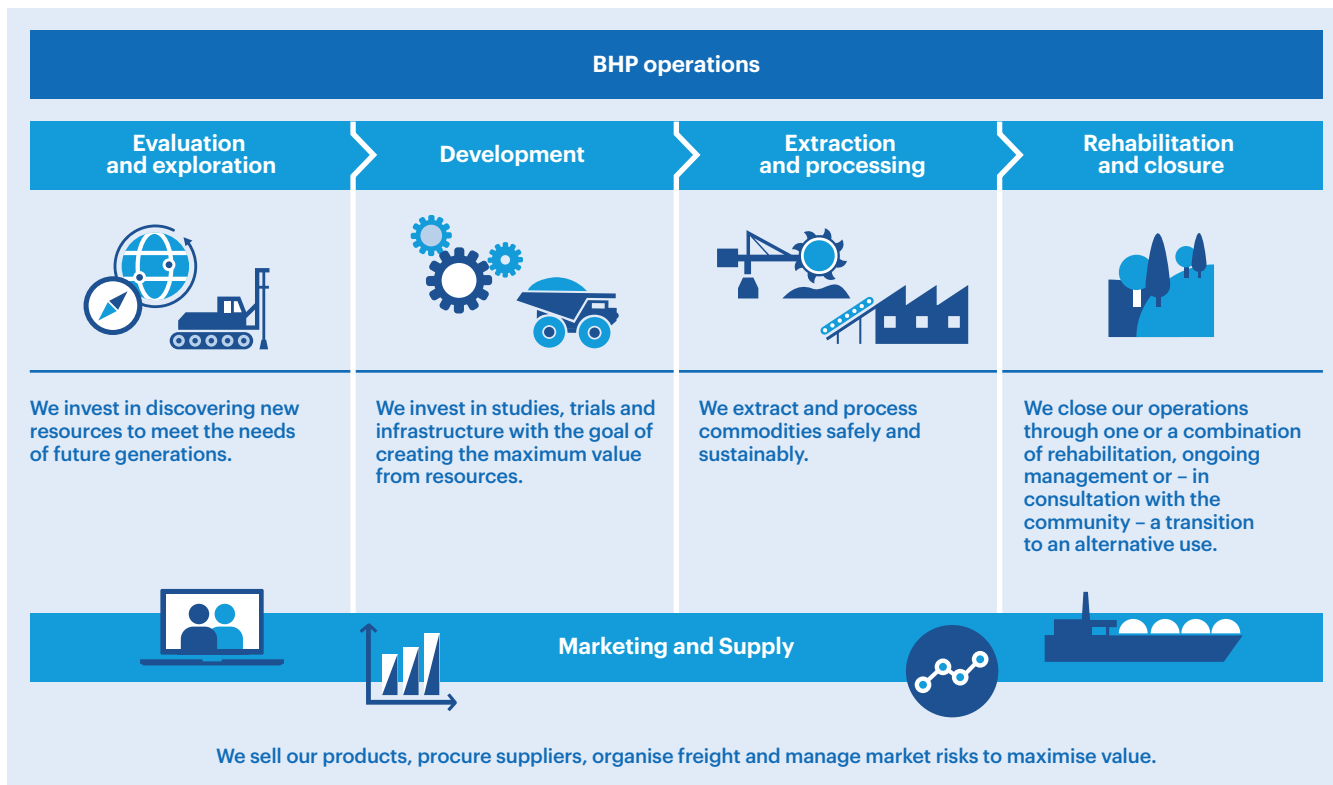 BHP operations
Evaluation
and exploration
Development
Extraction
and processing
Rehabilitation
and closure
We invest in discovering new
resources to meet the needs
of future generations.
We invest in studies, trials and
infrastructure with the goal of
creating the maximum value
from resources.
We extract and process
commodities safely and
sustainably.
We close our operations
through one or a combination
of rehabilitation, ongoing
management or – in
consultation with the
community – a transition
to an alternative use.
Marketing and Supply
We sell our products, procure suppliers, organise freight and manage market risks to maximise value.